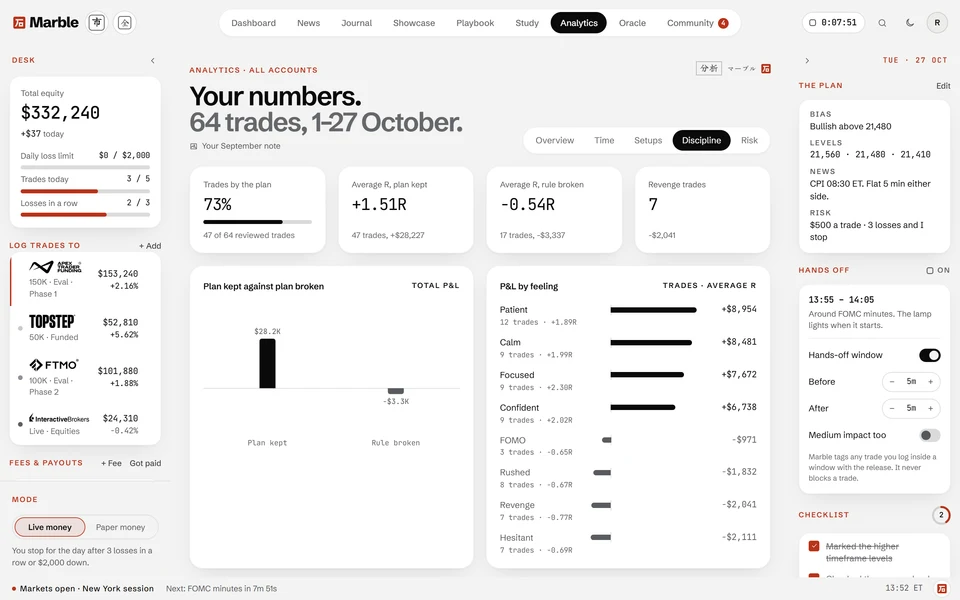 Marble
市
全
Dashboard
News
Journal
Showcase
Playbook
Study
Analytics
Oracle
Community 4
0:07:51
R
DESK
Total equity
$332,240
+$37 today
Daily loss limit $0 / $2,000
Trades today 3 / 5
Losses in a row 2 / 3
LOG TRADES TO + Add
APEX TRADER FUNDING $153,240
150K · Eval · +2.16%
Phase 1
TOPSTEP $52,810
50K · Funded +5.62%
FTMO $101,880
100K · Eval · +1.88%
Phase 2
InteractiveBrokers $24,310
Live · Equities -0.42%
FEES & PAYOUTS + Fee Got paid
MODE
Live money Paper money
You stop for the day after 3 losses in a
row or $2,000 down.
ANALYTICS · ALL ACCOUNTS
分析 マーブル
Your numbers.
64 trades, 1–27 October.
Your September note
Overview Time Setups Discipline Risk
Trades by the plan
73%
47 of 64 reviewed trades
Average R, plan kept
+1.51R
47 trades, +$28,227
Average R, rule broken
-0.54R
17 trades, -$3,337
Revenge trades
7
-$2,041
Plan kept against plan broken TOTAL P&L
$28.2K
-$3.3K
Plan kept Rule broken
P&L by feeling TRADES · AVERAGE R
Patient +$8,954
12 trades · +1.89R
Calm +$8,481
9 trades · +1.99R
Focused +$7,672
9 trades · +2.30R
Confident +$6,738
9 trades · +2.02R
FOMO -$971
3 trades · -0.65R
Rushed -$1,832
8 trades · -0.67R
Revenge -$2,041
7 trades · -0.77R
Hesitant -$2,111
7 trades · -0.69R
TUE · 27 OCT
THE PLAN Edit
BIAS
Bullish above 21,480
LEVELS
21,560 · 21,480 · 21,410
NEWS
CPI 08:30 ET. Flat 5 min either
side.
RISK
$500 a trade · 3 losses and I
stop
HANDS OFF ON
13:55 – 14:05
Around FOMC minutes. The lamp
lights when it starts.
Hands-off window
Before − 5m +
After − 5m +
Medium impact too
Marble tags any trade you log inside a
window with the release. It never
blocks a trade.
CHECKLIST 2
Marked the higher
timeframe levels
Markets open · New York session Next: FOMC minutes in 7m 51s
13:52 ET